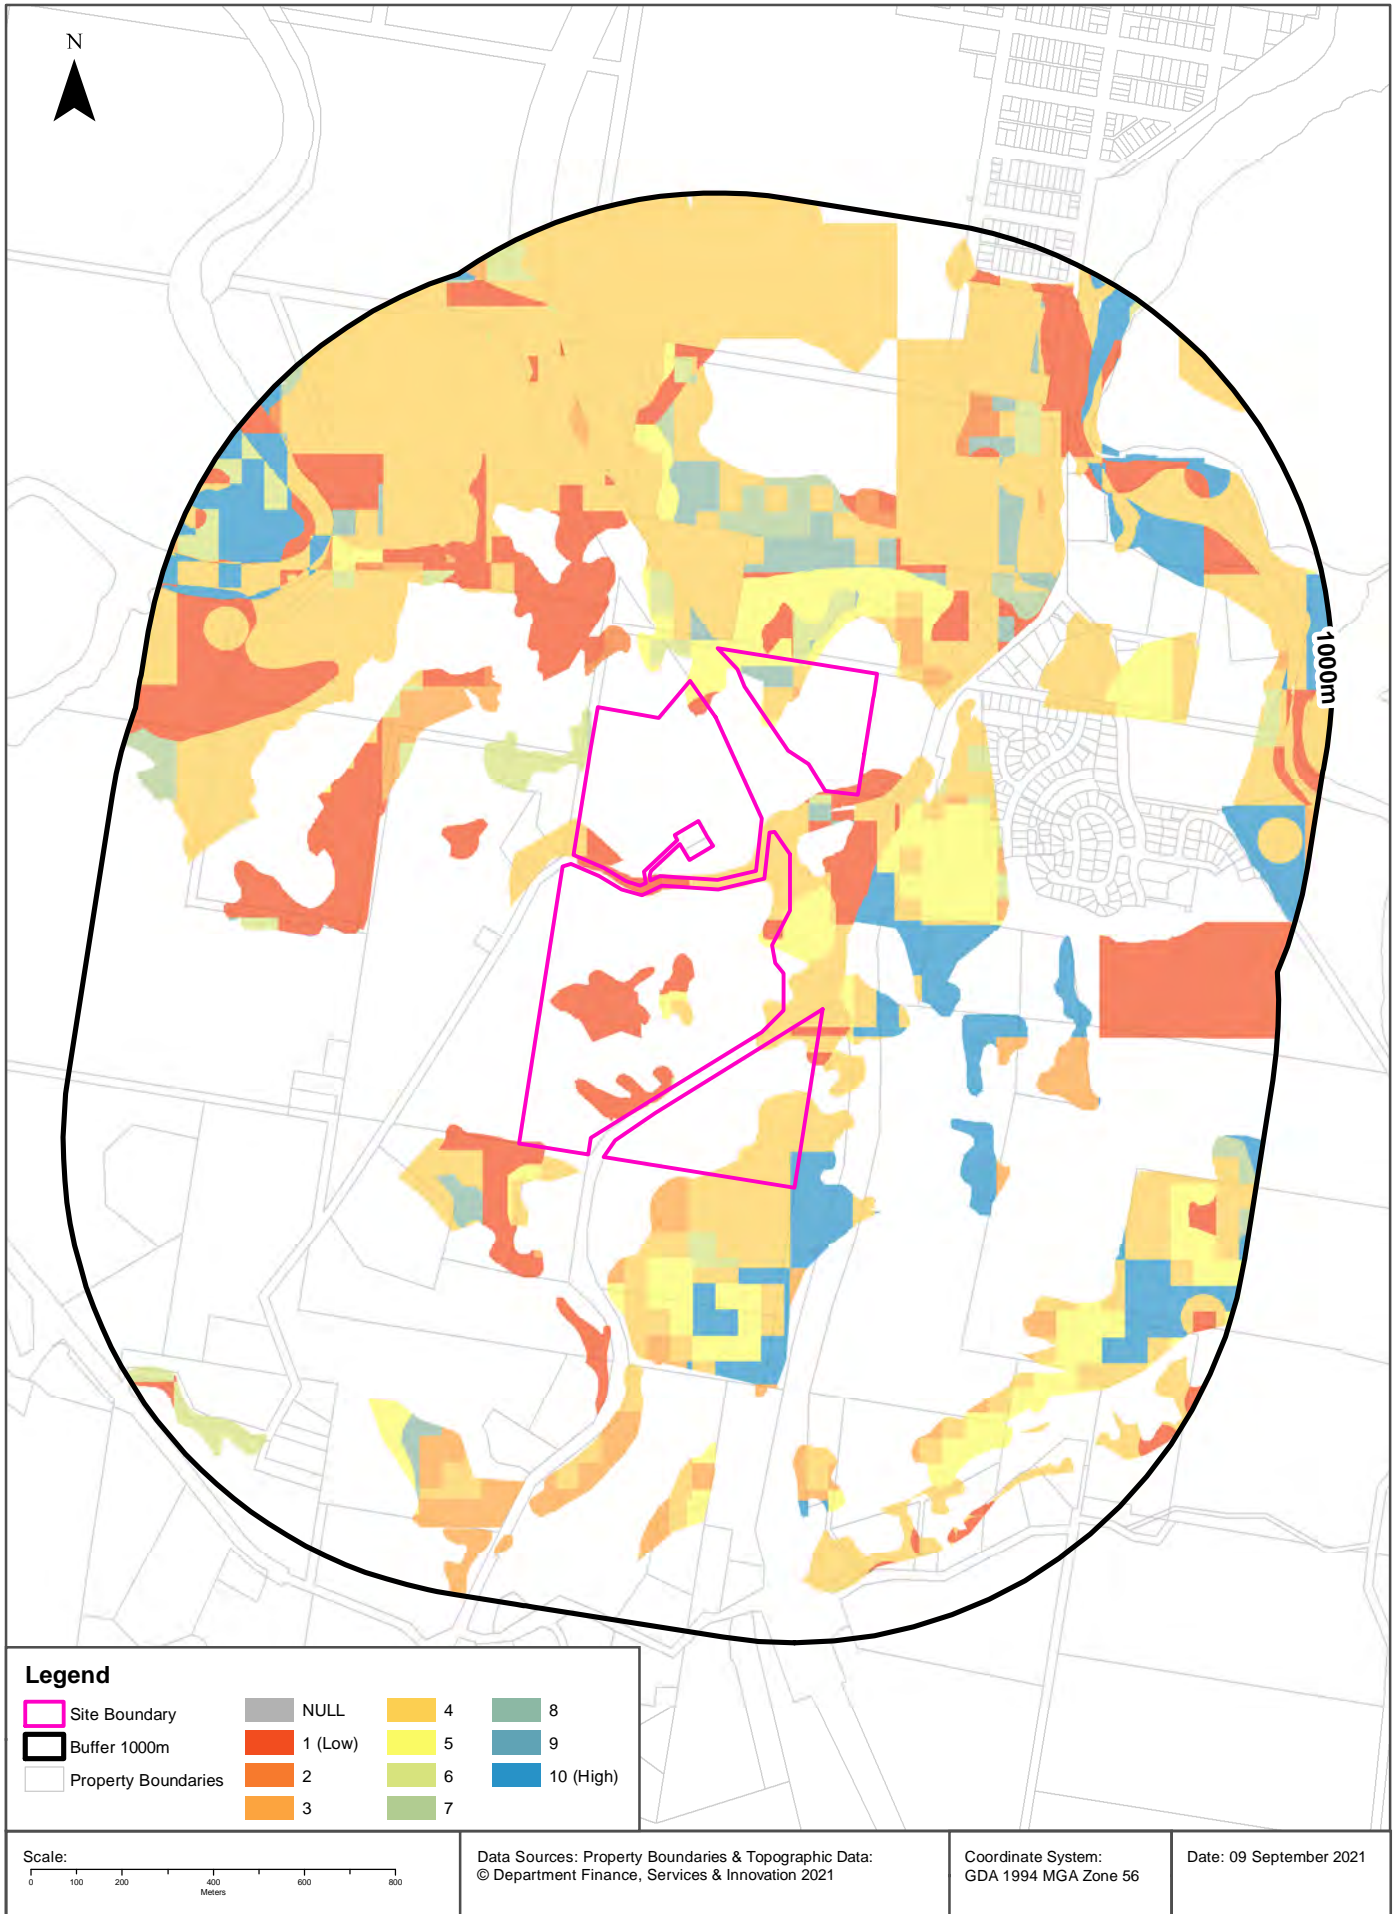 N
1000m
Legend
Site Boundary
Buffer 1000m
Property Boundaries
NULL
1 (Low)
2
3
4
5
6
7
8
9
10 (High)
Scale:
0 100 200 400 600 800
Meters
Data Sources: Property Boundaries & Topographic Data:
© Department Finance, Services & Innovation 2021
Coordinate System:
GDA 1994 MGA Zone 56
Date: 09 September 2021